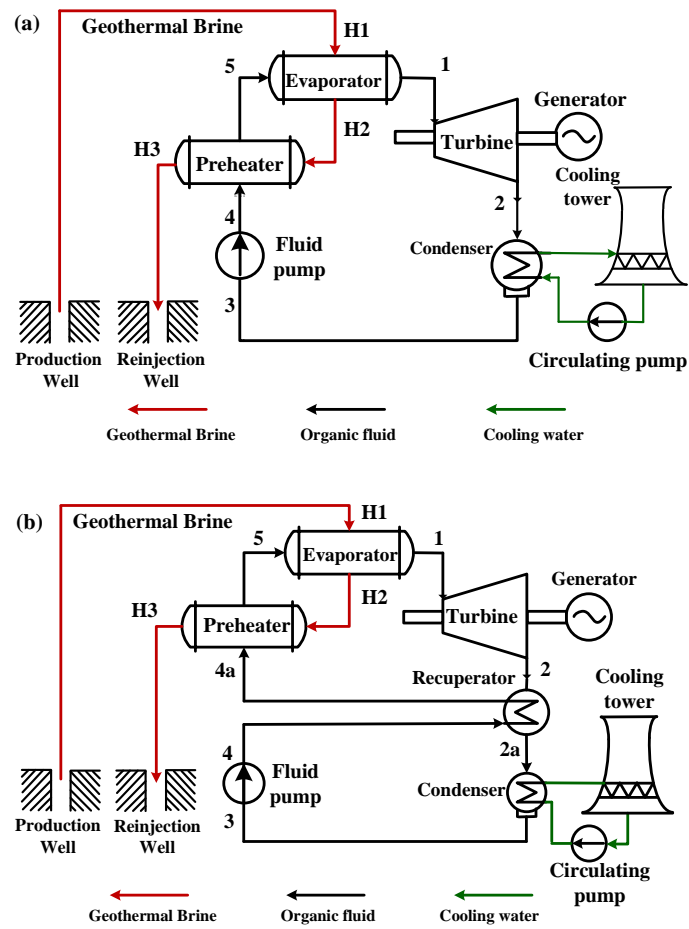 (a)
Geothermal Brine
H1
5
Evaporator
1
Generator
H2
H3
Preheater
Turbine
Cooling
tower
4
2
Condenser
Fluid
pump
3
Production
Well
Reinjection
Well
Circulating pump
Geothermal Brine
Organic fluid
Cooling water
(b)
Geothermal Brine
H1
5
Evaporator
1
Generator
H2
H3
Preheater
Turbine
4a
2
Recuperator
Cooling
tower
4
2a
Fluid
pump
Condenser
3
Production
Well
Reinjection
Well
Circulating
pump
Geothermal Brine
Organic fluid
Cooling water